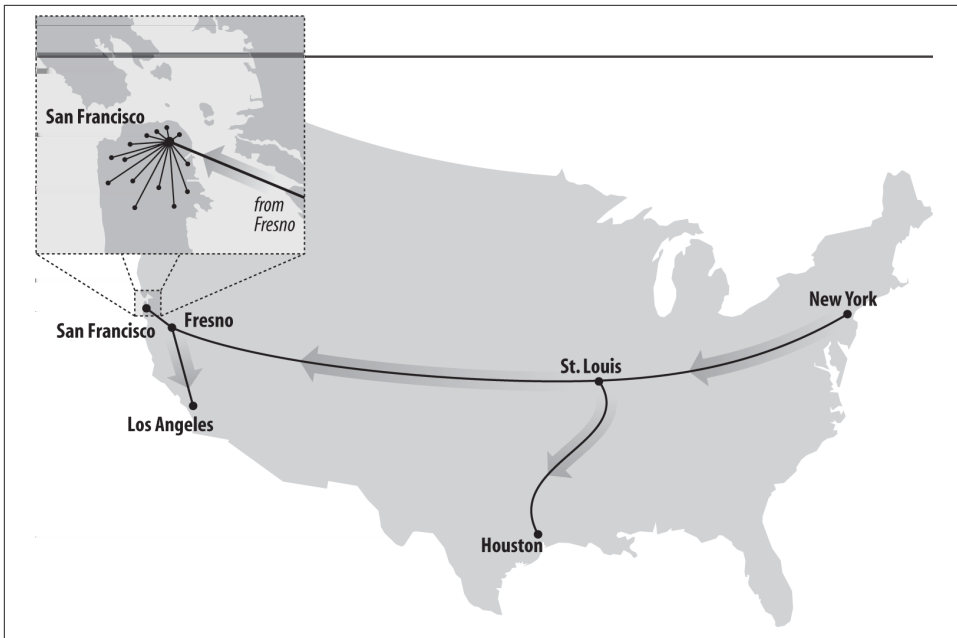 San Francisco
from
Fresno
New York
San Francisco
Fresno
St. Louis
Los Angeles
Houston